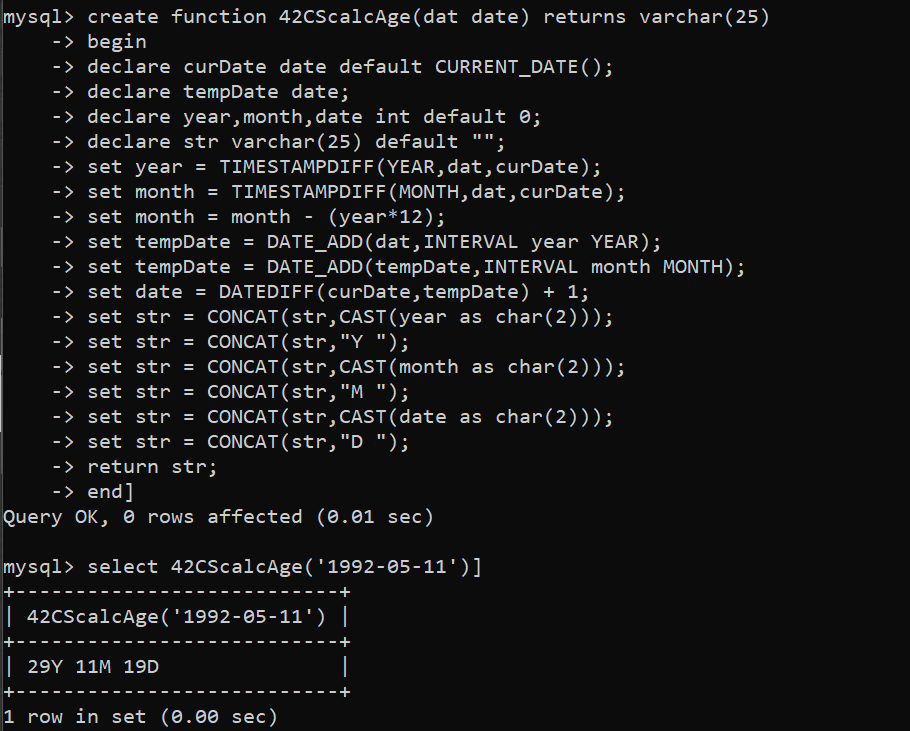 mysql> create function 42CScalcAge(dat date) returns varchar(25)
    -> begin
    -> declare curDate date default CURRENT_DATE();
    -> declare tempDate date;
    -> declare year,month,date int default 0;
    -> declare str varchar(25) default "";
    -> set year = TIMESTAMPDIFF(YEAR,dat,curDate);
    -> set month = TIMESTAMPDIFF(MONTH,dat,curDate);
    -> set month = month - (year*12);
    -> set tempDate = DATE_ADD(dat,INTERVAL year YEAR);
    -> set tempDate = DATE_ADD(tempDate,INTERVAL month MONTH);
    -> set date = DATEDIFF(curDate,tempDate) + 1;
    -> set str = CONCAT(str,CAST(year as char(2)));
    -> set str = CONCAT(str,"Y ");
    -> set str = CONCAT(str,CAST(month as char(2)));
    -> set str = CONCAT(str,"M ");
    -> set str = CONCAT(str,CAST(date as char(2)));
    -> set str = CONCAT(str,"D ");
    -> return str;
    -> end]
Query OK, 0 rows affected (0.01 sec)

mysql> select 42CScalcAge('1992-05-11')]
+---------------------------+
| 42CScalcAge('1992-05-11') |
+---------------------------+
| 29Y 11M 19D               |
+---------------------------+
1 row in set (0.00 sec)